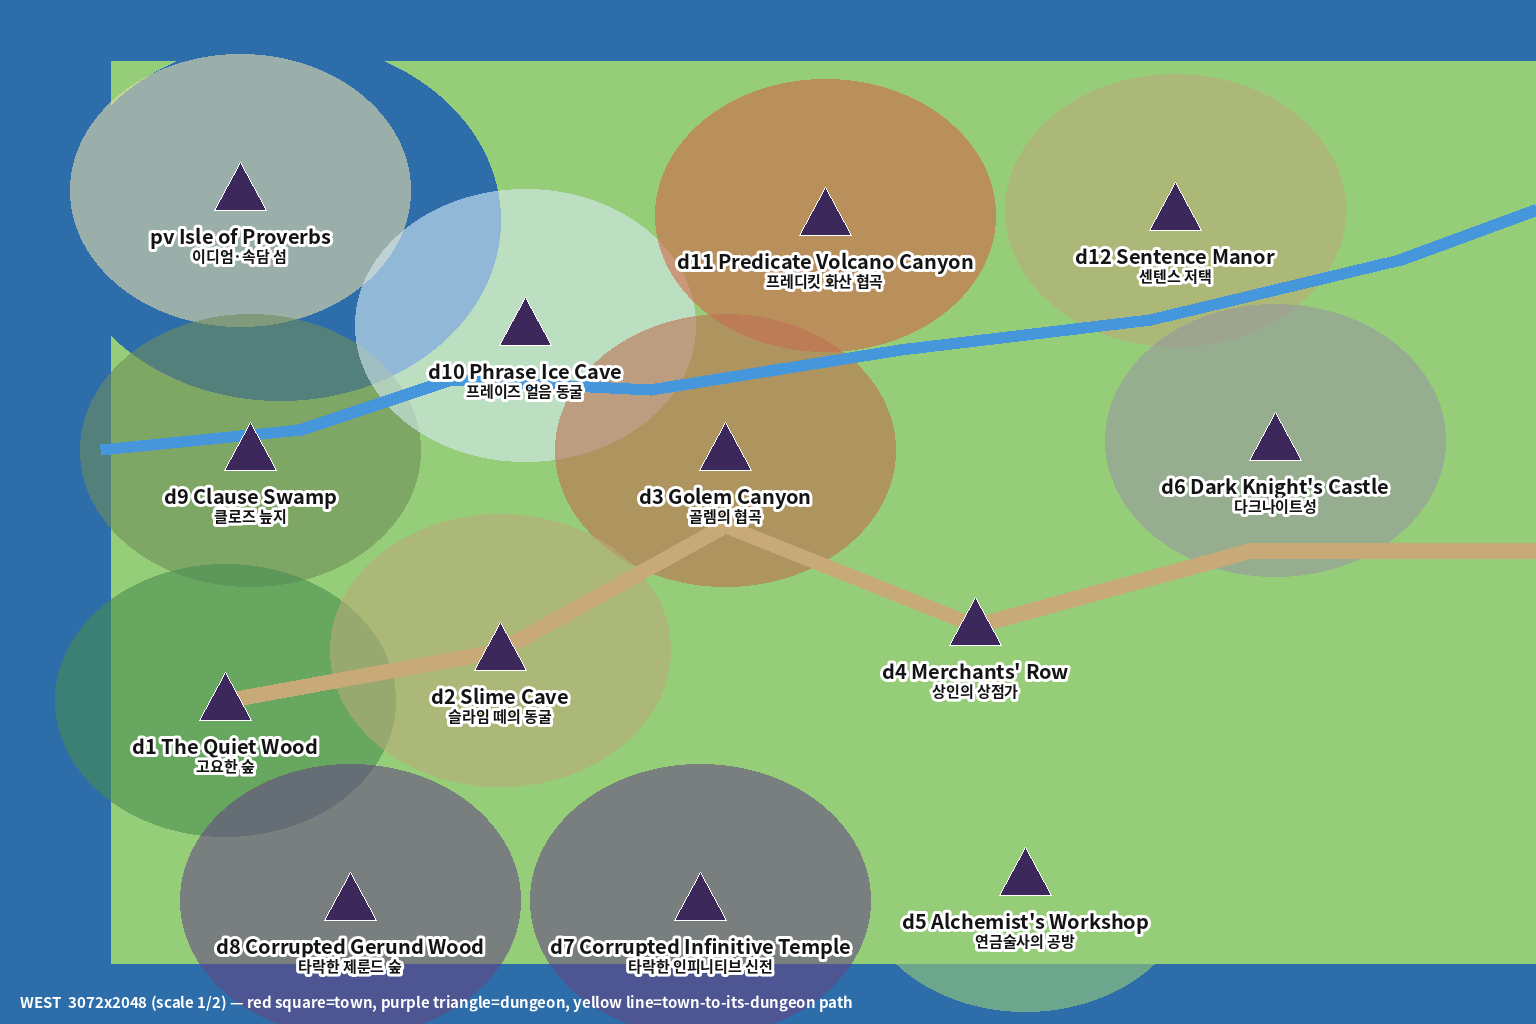 pv Isle of Proverbs
이디엄·속담 섬
d11 Predicate Volcano Canyon
프레디킷 화산 협곡
d12 Sentence Manor
센텐스 저택
d10 Phrase Ice Cave
프레이즈 얼음 동굴
d9 Clause Swamp
클로즈 늪지
d3 Golem Canyon
골렘의 협곡
d6 Dark Knight's Castle
다크나이트성
d4 Merchants' Row
상인의 상점가
d2 Slime Cave
슬라임 떼의 동굴
d1 The Quiet Wood
고요한 숲
d5 Alchemist's Workshop
연금술사의 공방
d8 Corrupted Gerund Wood
타락한 제룬드 숲
d7 Corrupted Infinitive Temple
타락한 인피니티브 신전
WEST 3072x2048 (scale 1/2) — red square=town, purple triangle=dungeon, yellow line=town-to-its-dungeon path